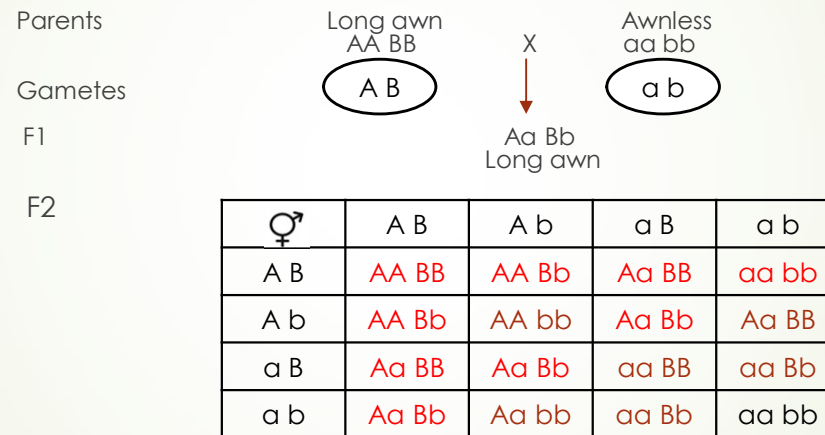 Parents Long awn Awnless
AA BB X aa bb
Gametes A B a b
F1 Aa Bb
Long awn
F2
⚥ A B A b a B a b
A B AA BB AA Bb Aa BB aa bb
A b AA Bb AA bb Aa Bb Aa BB
a B Aa BB Aa Bb aa BB aa Bb
a b Aa Bb Aa bb aa Bb aa bb